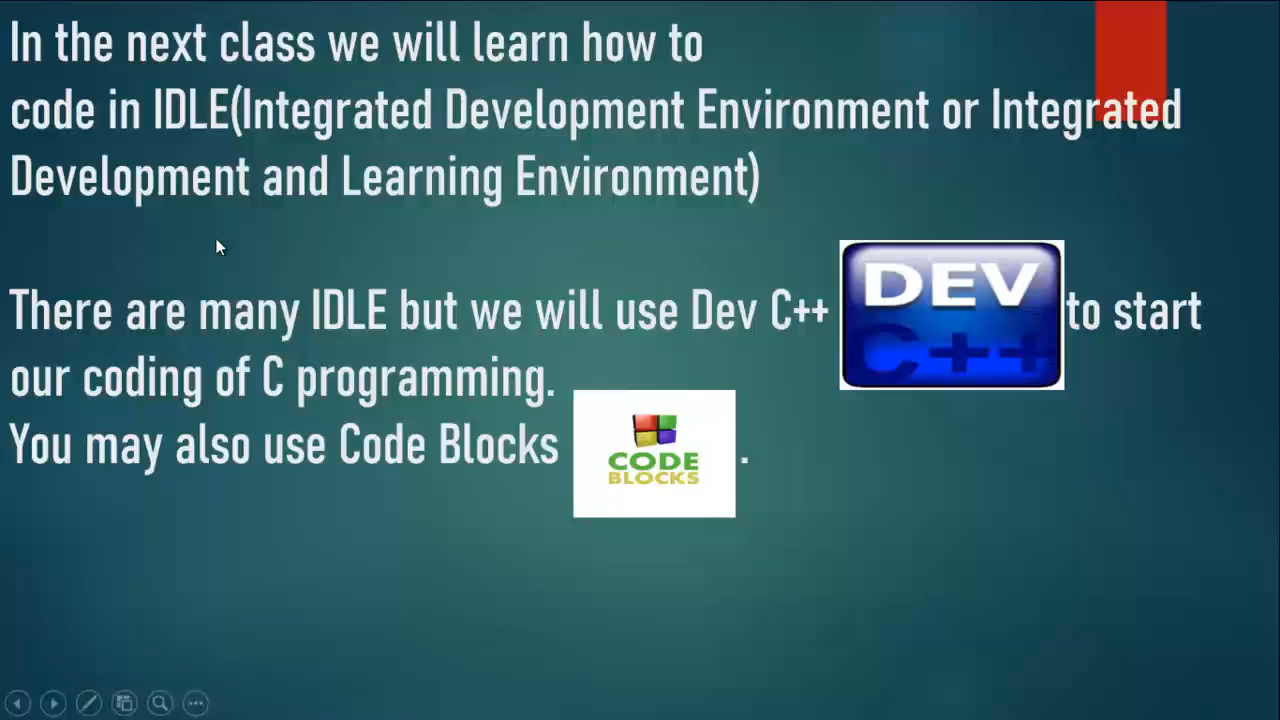 In the next class we will learn how to
code in IDLE(Integrated Development Environment or Integrated
Development and Learning Environment)
There are many IDLE but we will use Dev C++ DEV C++ to start
our coding of C programming.
You may also use Code Blocks CODE BLOCKS .